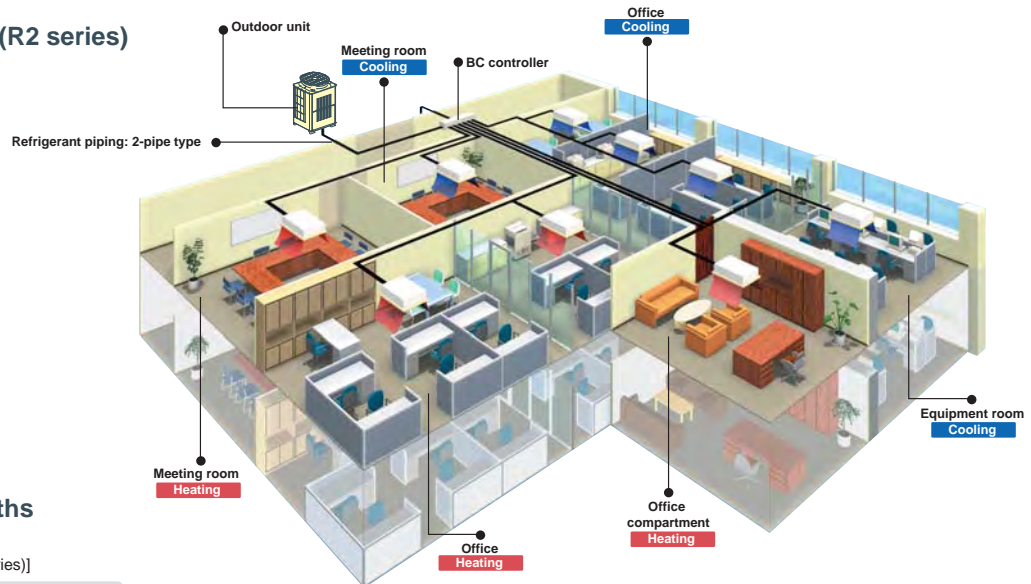 (R2 series)
Outdoor unit
Office
Cooling
Meeting room
Cooling
BC controller
Refrigerant piping: 2-pipe type
Equipment room
Cooling
Meeting room
Heating
Office
compartment
Heating
Office
Heating
ths
ies)]